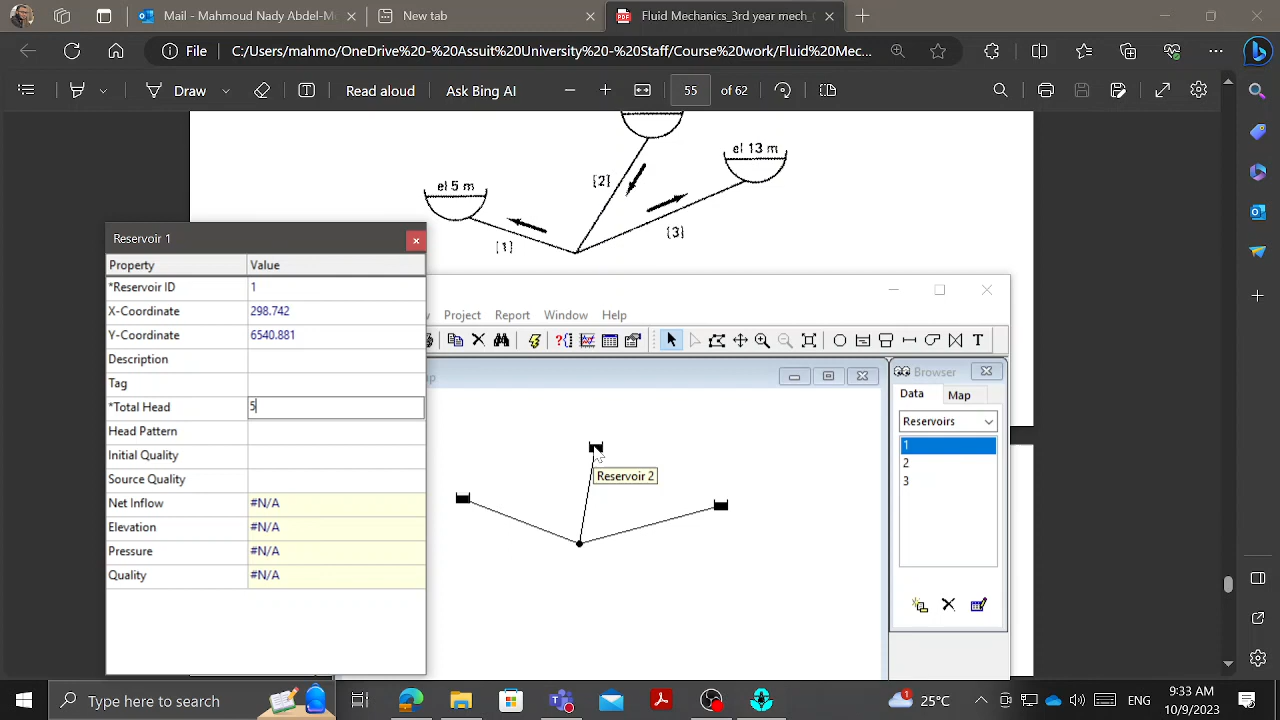 Mail - Mahmoud Nady Abdel-M
New tab
Fluid Mechanics_3rd year mech_
File
C:/Users/mahmo/OneDrive%20-%20Assuit%20University%20-%20Staff/Course%20work/Fluid%20Mec...
Draw
Read aloud
Ask Bing AI
55
of 62
el 13 m
el 5 m
[2]
[3]
[1]
Reservoir 1
Property
Value
*Reservoir ID
1
X-Coordinate
298.742
Y-Coordinate
6540.881
Description
Tag
*Total Head
5
Head Pattern
Initial Quality
Source Quality
Net Inflow
#N/A
Elevation
#N/A
Pressure
#N/A
Quality
#N/A
Project
Report
Window
Help
T
Browser
Data
Map
Reservoirs
1
2
3
Reservoir 2
Type here to search
1
25°C
ENG
9:33 AM
10/9/2023